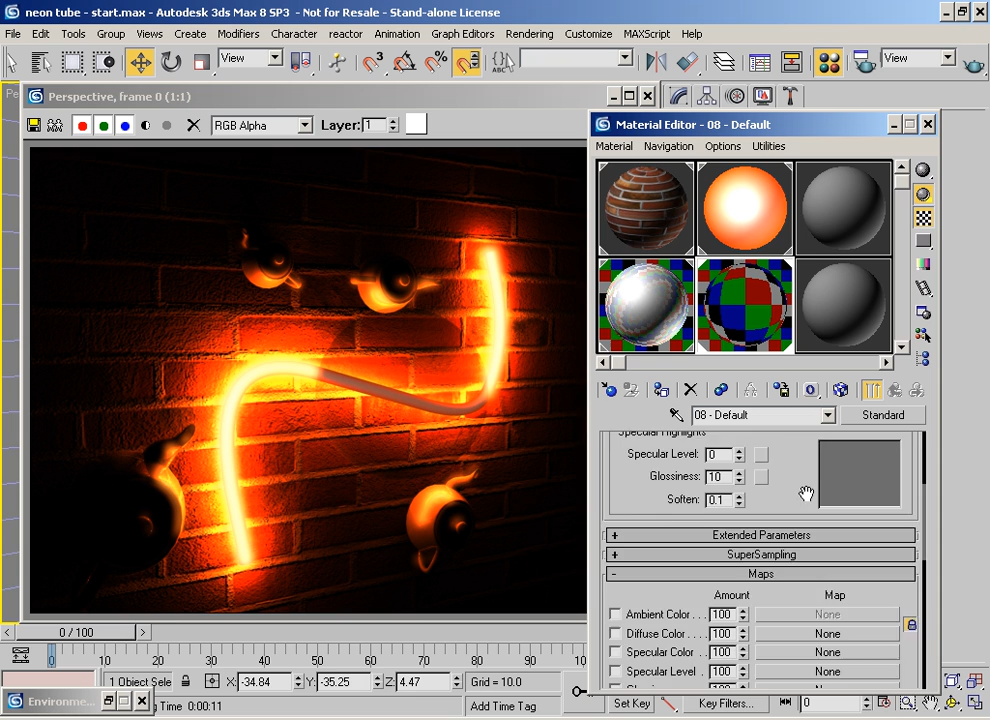 neon tube - start.max - Autodesk 3ds Max 8 SP3 - Not for Resale - Stand-alone License
File Edit Tools Group Views Create Modifiers Character reactor Animation Graph Editors Rendering Customize MAXScript Help
View
View
Perspective, frame 0 (1:1)
RGB Alpha
Layer: 1
Material Editor - 08 - Default
Material Navigation Options Utilities
08 - Default
Standard
Specular Highlights
Specular Level: 0
Glossiness: 10
Soften: 0.1
+ Extended Parameters
+ SuperSampling
- Maps
Amount Map
Ambient Color . . . 100 None
Diffuse Color . . . . 100 None
Specular Color . . 100 None
Specular Level . 100 None
< 0 / 100 >
0 10 20 30 40 50 60 70 80 90
1 Object Sele X: -34.84 Y: -35.25 Z: 4.47 Grid = 10.0
Environme...
Time 0:00:11
Add Time Tag
Set Key
Key Filters...
0